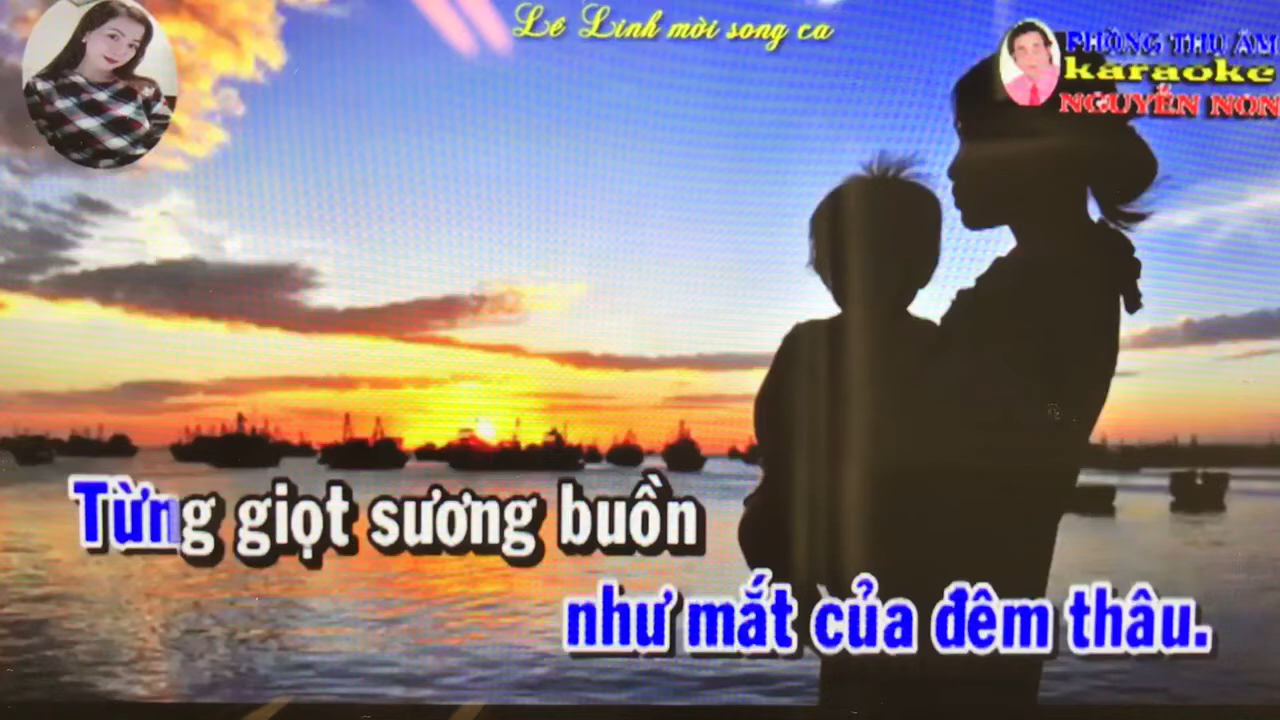 Lê Linh mời song ca
PHÒNG THU ÂM
karaoke
NGUYỄN NON
Từng giọt sương buồn
như mắt của đêm thâu.